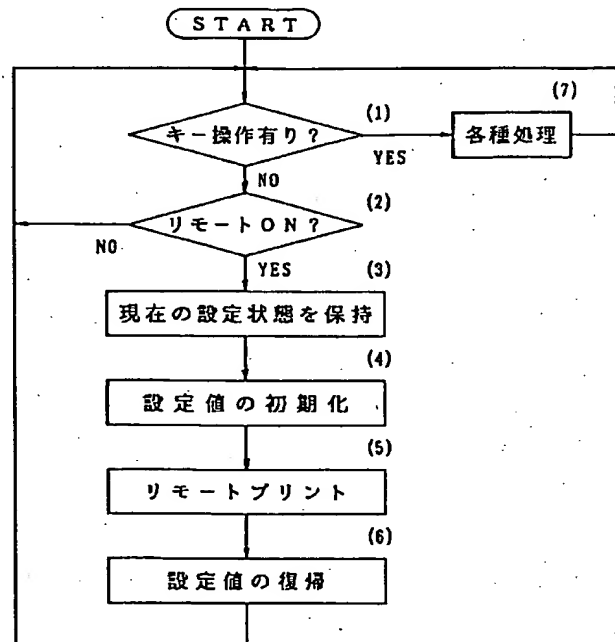 START
(1)
キー操作有り？
YES
(7)
各種処理
NO
(2)
リモートON？
NO
YES
(3)
現在の設定状態を保持
(4)
設定値の初期化
(5)
リモートプリント
(6)
設定値の復帰